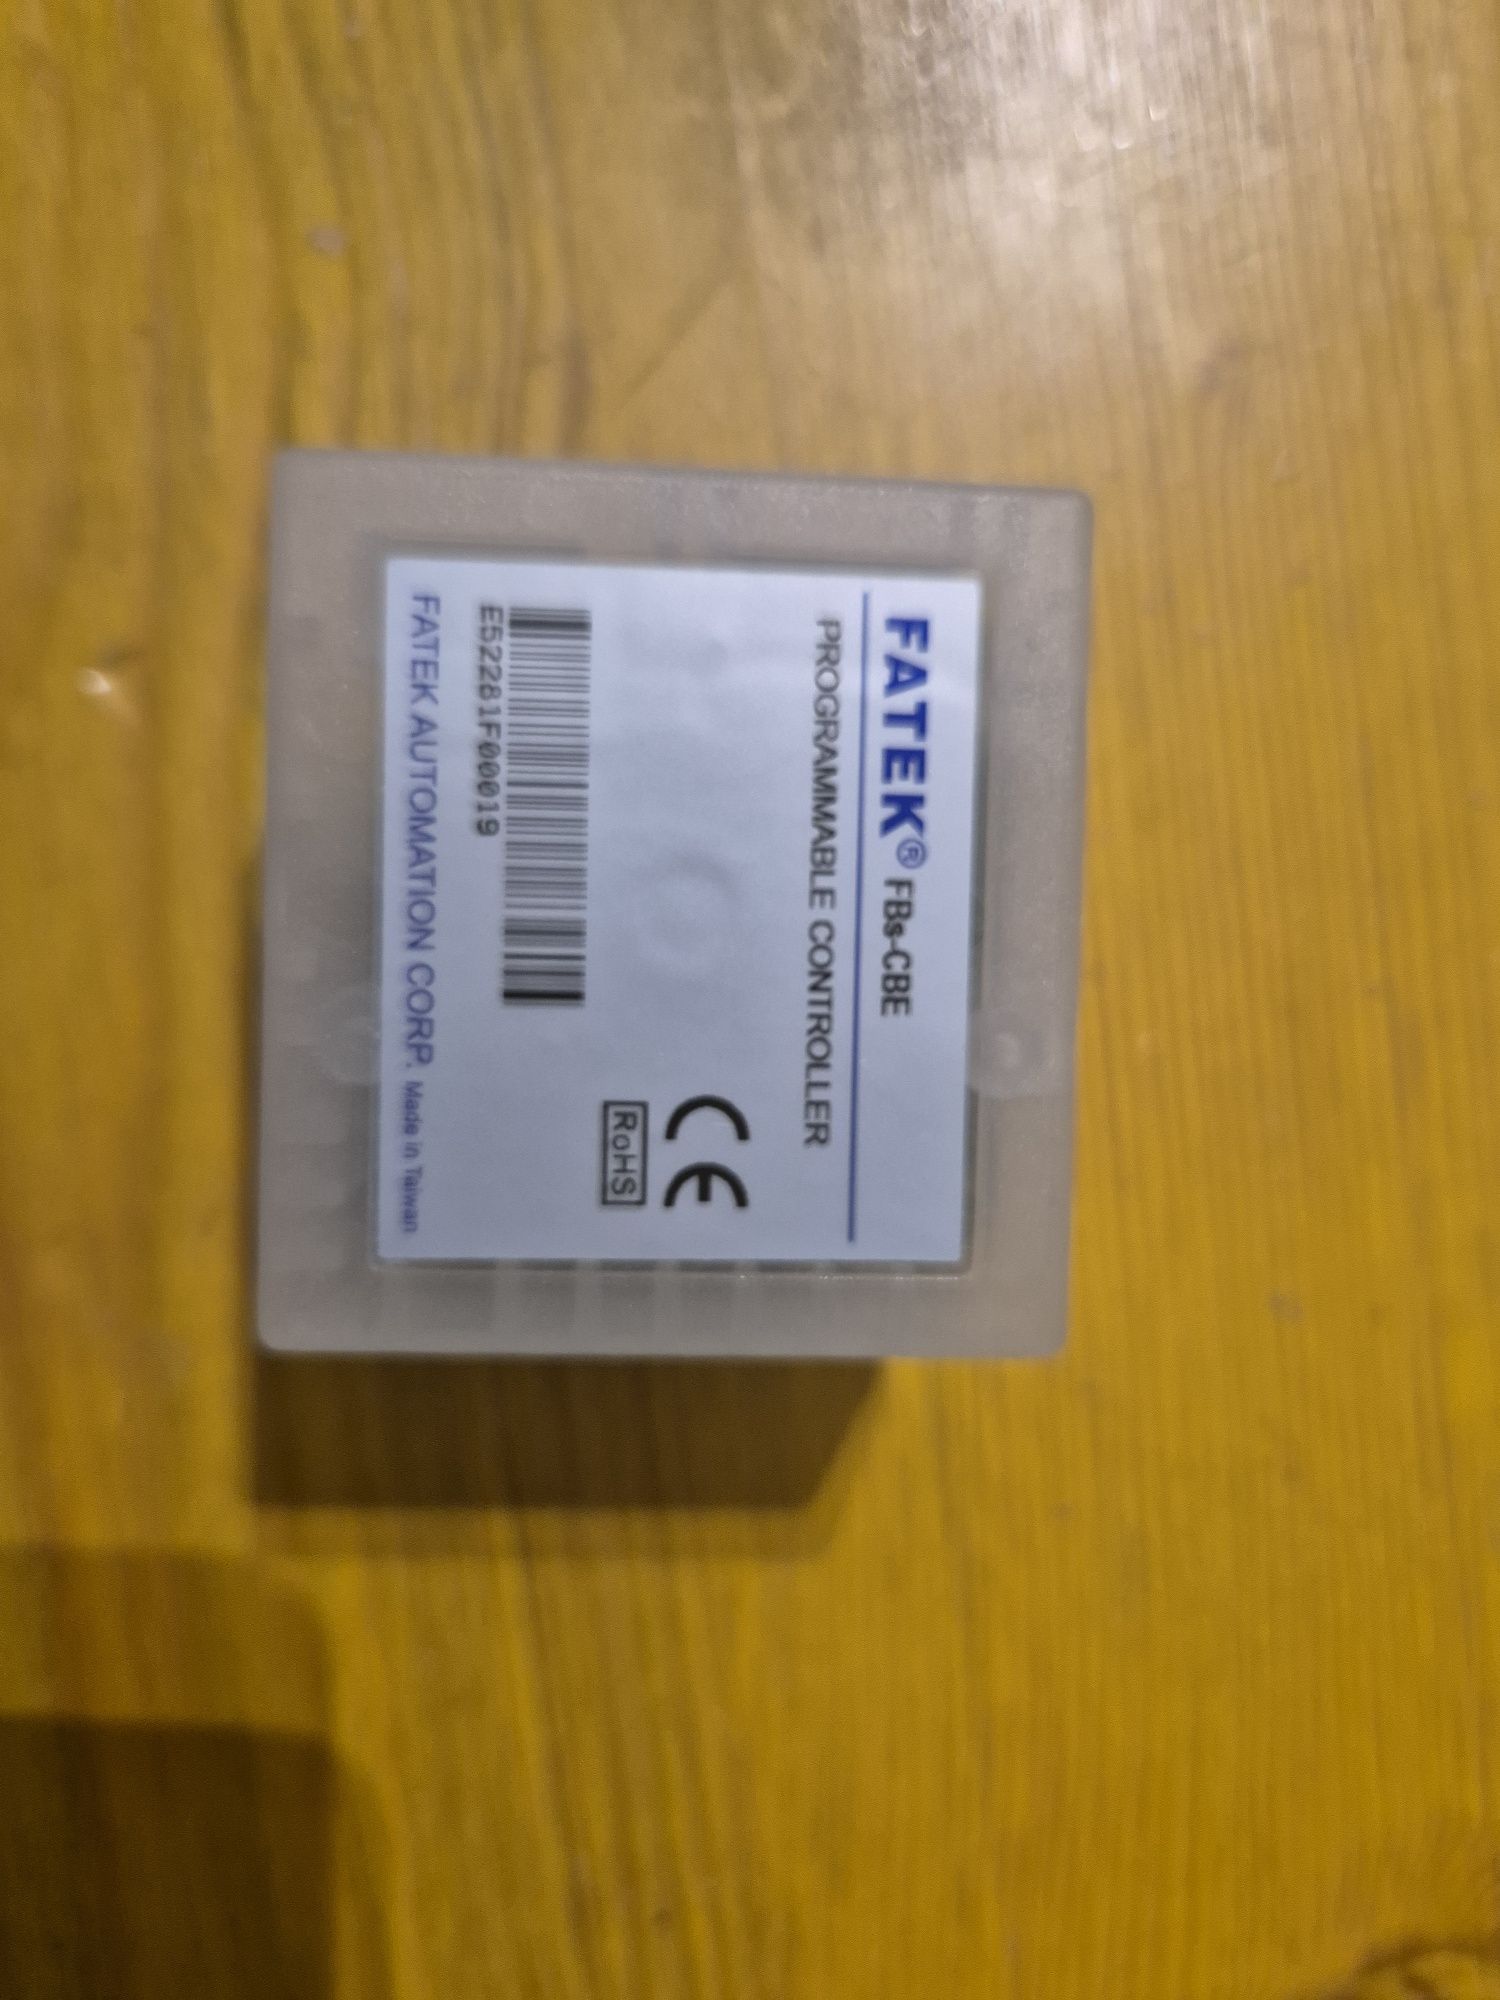 FATEK® FBs-CBE
PROGRAMMABLE CONTROLLER
CE
RoHS
E52281F00019
FATEK AUTOMATION CORP. Made in Taiwan